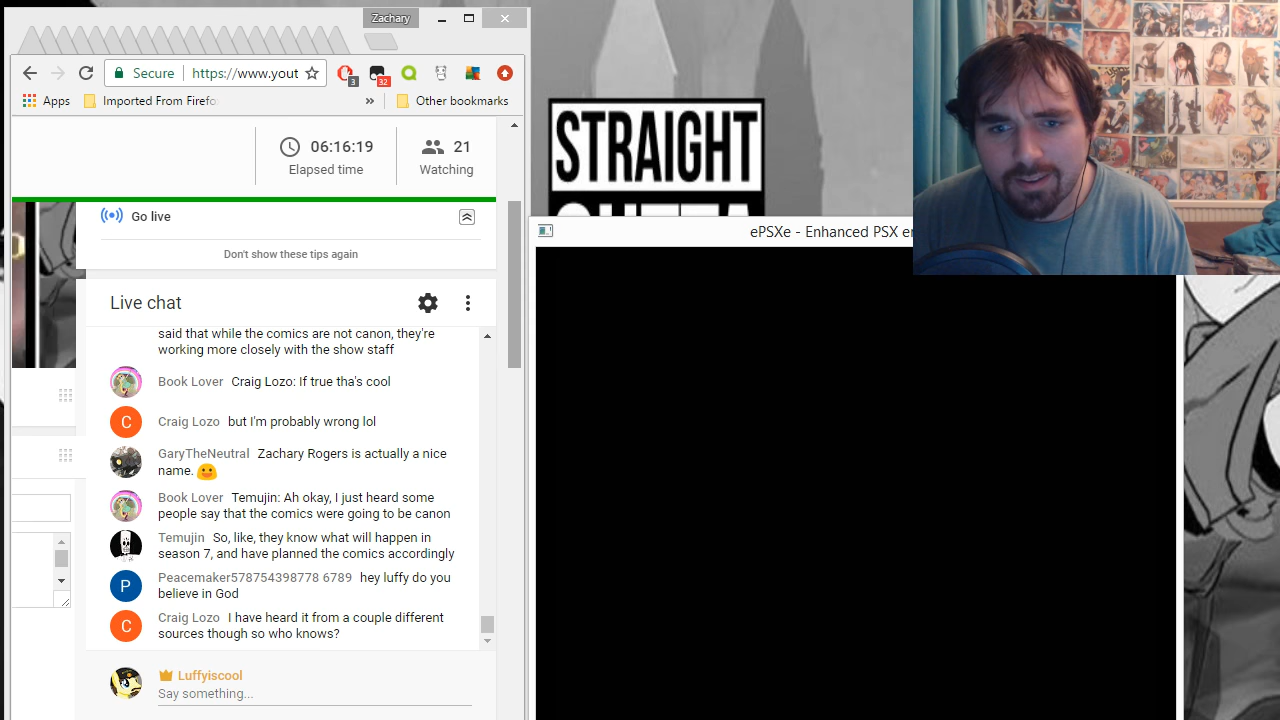 Zachary
Secure
https://www.yout
3
32
Apps
Imported From Firefo
»
Other bookmarks
06:16:19
Elapsed time
21
Watching
Go live
Don't show these tips again
Live chat
said that while the comics are not canon, they're
working more closely with the show staff
Book Lover Craig Lozo: If true tha's cool
C
Craig Lozo but I'm probably wrong lol
GaryTheNeutral Zachary Rogers is actually a nice
name.
Book Lover Temujin: Ah okay, I just heard some
people say that the comics were going to be canon
Temujin So, like, they know what will happen in
season 7, and have planned the comics accordingly
P
Peacemaker578754398778 6789 hey luffy do you
believe in God
C
Craig Lozo I have heard it from a couple different
sources though so who knows?
Luffyiscool
Say something...
STRAIGHT
ePSXe - Enhanced PSX e